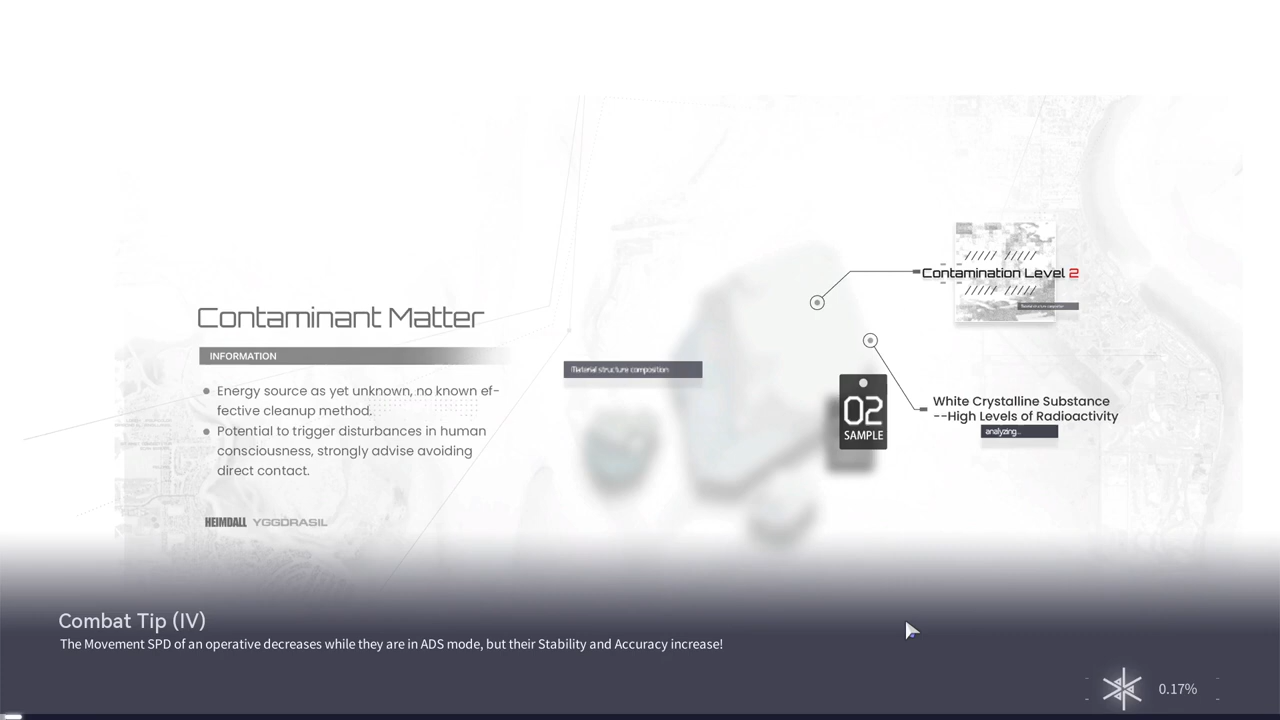 Contamination Level 2
Contaminant Matter
INFORMATION
Material structure composition
Energy source as yet unknown, no known ef-
fective cleanup method.
Potential to trigger disturbances in human
consciousness, strongly advise avoiding
direct contact.
02
SAMPLE
White Crystalline Substance
--High Levels of Radioactivity
analyzing...
HEIMDALL YGGDRASIL
Combat Tip (IV)
The Movement SPD of an operative decreases while they are in ADS mode, but their Stability and Accuracy increase!
0.17%